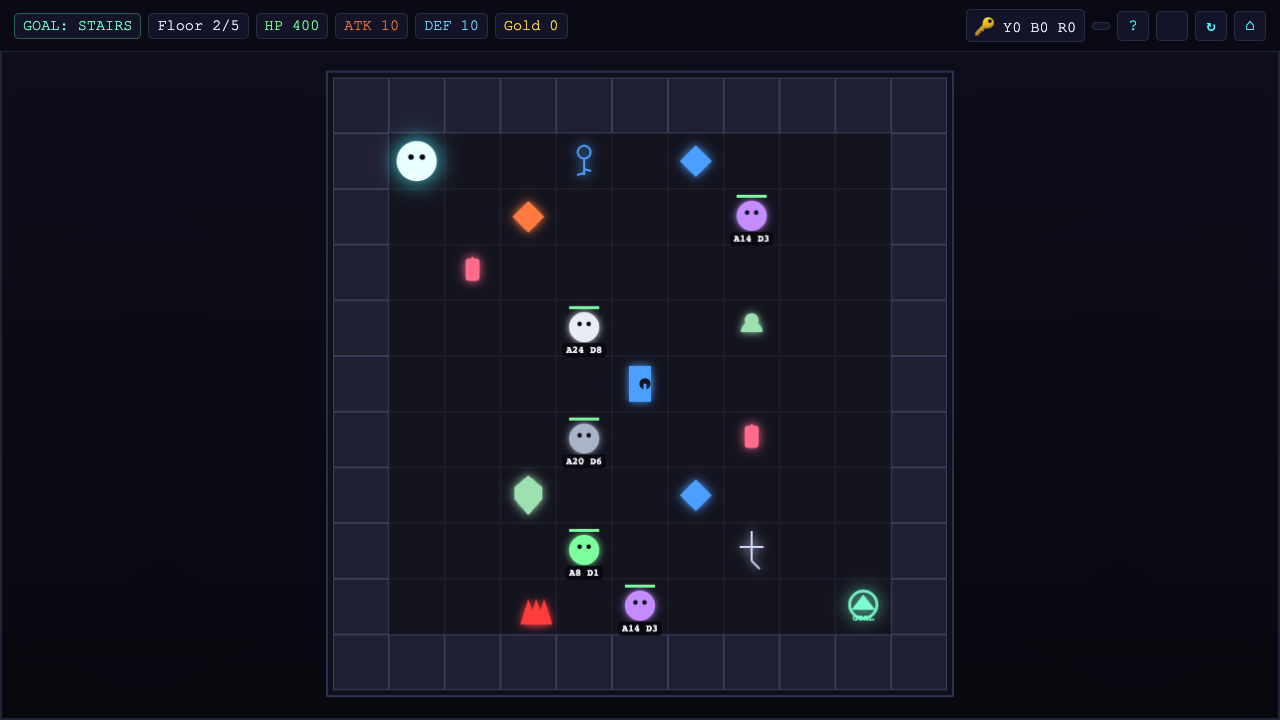 GOAL: STAIRS Floor 2/5 HP 400 ATK 10 DEF 10 Gold 0 Y0 B0 R0 ? ↻ ⌂
A14 D3
A24 D8
A20 D6
A8 D1
GOAL
A14 D3